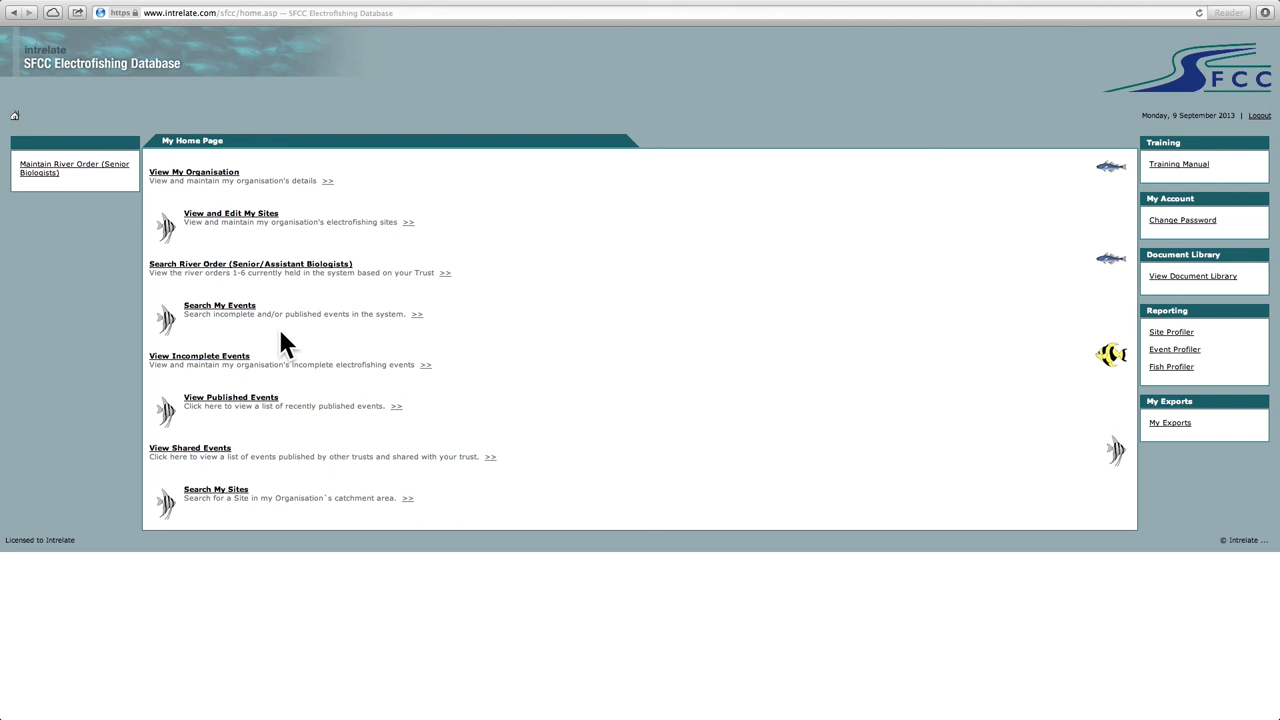 https www.intrelate.com/sfcc/home.asp — SFCC Electrofishing Database
Reader
intrelate
SFCC Electrofishing Database
SFCC
Monday, 9 September 2013 | Logout
Maintain River Order (Senior
Biologists)
My Home Page
View My Organisation
View and maintain my organisation's details >>
View and Edit My Sites
View and maintain my organisation's electrofishing sites >>
Search River Order (Senior/Assistant Biologists)
View the river orders 1-6 currently held in the system based on your Trust >>
Search My Events
Search incomplete and/or published events in the system. >>
View Incomplete Events
View and maintain my organisation's incomplete electrofishing events >>
View Published Events
Click here to view a list of recently published events. >>
View Shared Events
Click here to view a list of events published by other trusts and shared with your trust. >>
Search My Sites
Search for a Site in my Organisation`s catchment area. >>
Training
Training Manual
My Account
Change Password
Document Library
View Document Library
Reporting
Site Profiler
Event Profiler
Fish Profiler
My Exports
My Exports
Licensed to Intrelate
© Intrelate ...